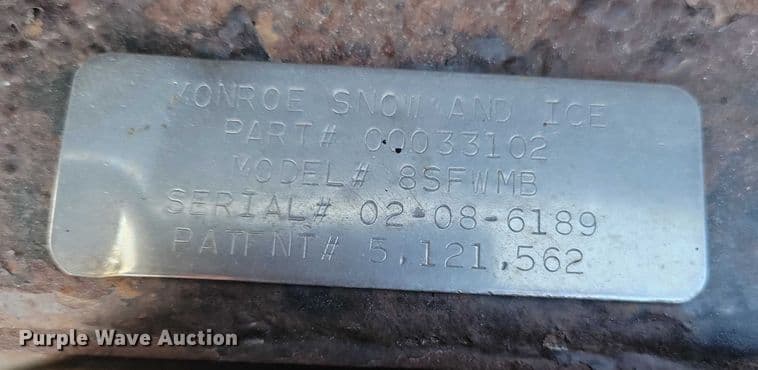 MONROE SNOW AND ICE
PART# 00033102
MODEL# 8SFWMB
SERIAL# 02-08-6189
PATENT# 5,121,562
Purple Wave Auction